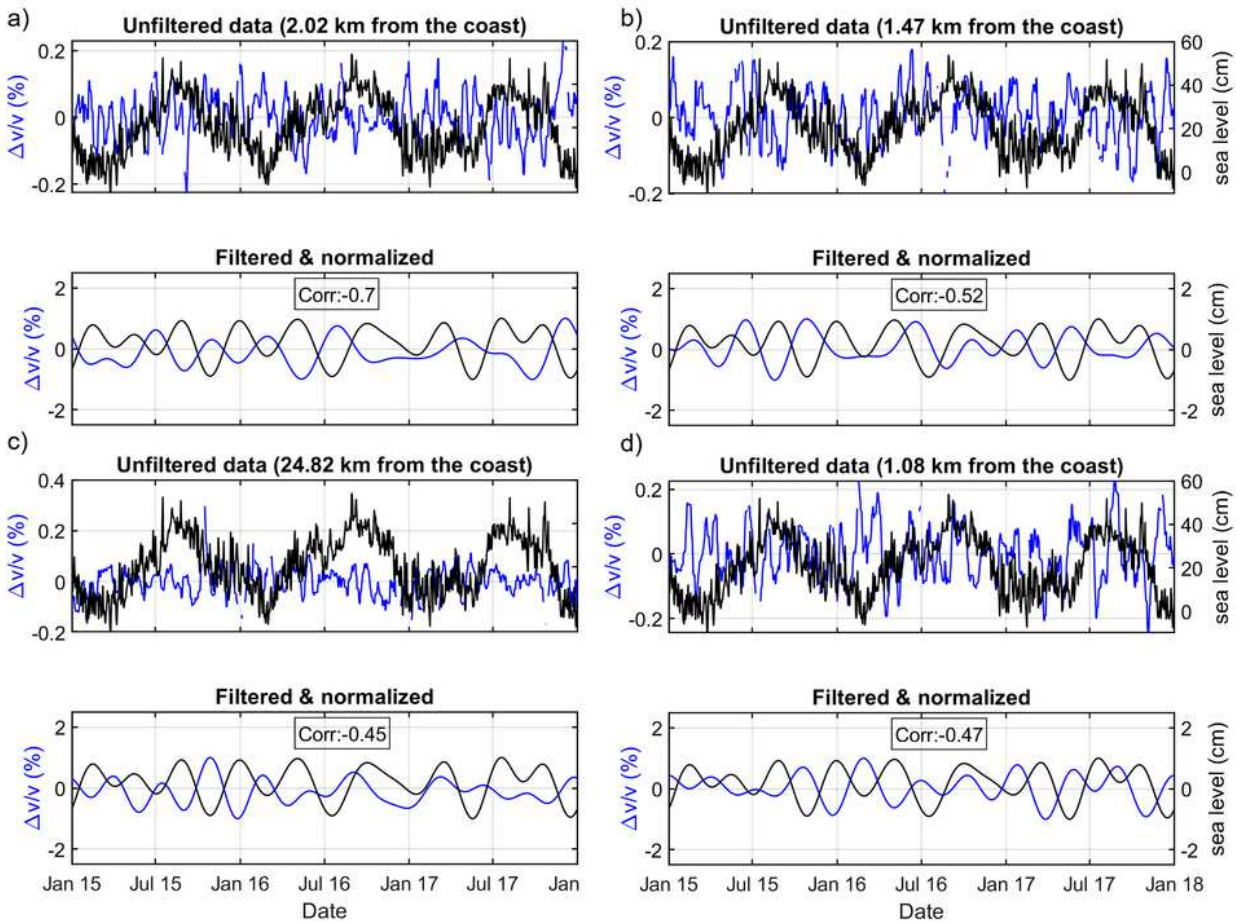 a)
Unfiltered data (2.02 km from the coast)
0.2
0
-0.2
Δv/v (%)
b)
Unfiltered data (1.47 km from the coast)
0.2
0
-0.2
Δv/v (%)
60
40
20
0
sea level (cm)
Filtered & normalized
Corr:-0.7
2
0
-2
Δv/v (%)
Filtered & normalized
Corr:-0.52
2
0
-2
Δv/v (%)
2
0
-2
sea level (cm)
c)
Unfiltered data (24.82 km from the coast)
0.4
0.2
0
-0.2
Δv/v (%)
d)
Unfiltered data (1.08 km from the coast)
0.2
0
-0.2
Δv/v (%)
60
40
20
0
sea level (cm)
Filtered & normalized
Corr:-0.45
2
0
-2
Δv/v (%)
Jan 15 Jul 15 Jan 16 Jul 16 Jan 17 Jul 17 Jan
Date
Filtered & normalized
Corr:-0.47
2
0
-2
Δv/v (%)
2
0
-2
sea level (cm)
Jan 15 Jul 15 Jan 16 Jul 16 Jan 17 Jul 17 Jan 18
Date